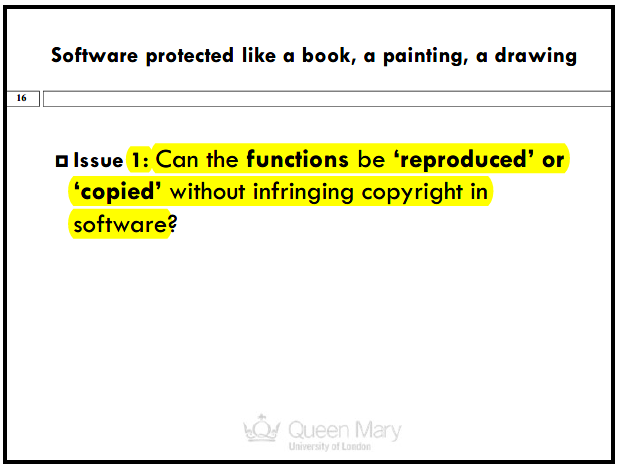 Software protected like a book, a painting, a drawing
16
Issue 1: Can the functions be ‘reproduced’ or
‘copied’ without infringing copyright in
software?
Queen Mary
University of London